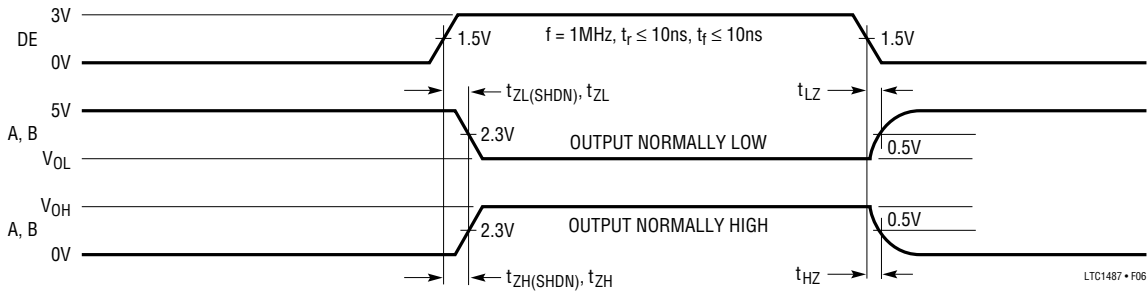 3V
DE
0V
1.5V
f = 1MHz, tr ≤ 10ns, tf ≤ 10ns
1.5V
5V
A, B
VOL
tZL(SHDN), tZL
2.3V
OUTPUT NORMALLY LOW
tLZ
0.5V
VOH
A, B
0V
2.3V
OUTPUT NORMALLY HIGH
0.5V
tZH(SHDN), tZH
tHZ
LTC1487 • F06